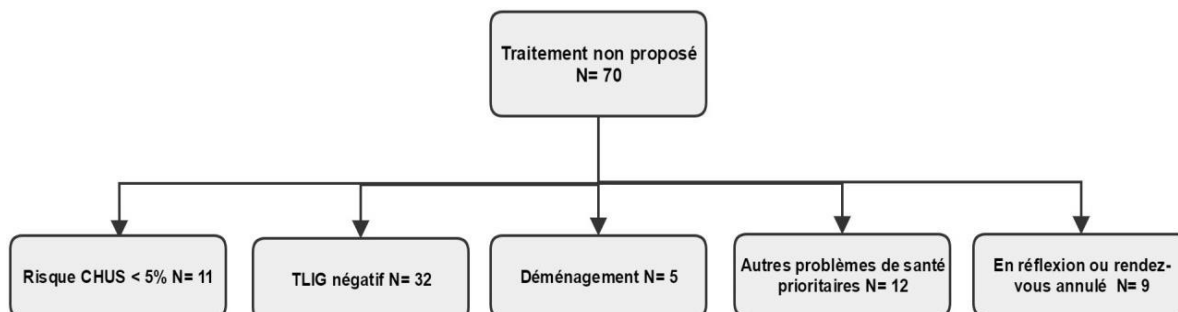 Traitement non proposé
N= 70
Risque CHUS < 5% N= 11
TLIG négatif N= 32
Déménagement N= 5
Autres problèmes de santé
prioritaires N= 12
En réflexion ou rendez-
vous annulé N= 9